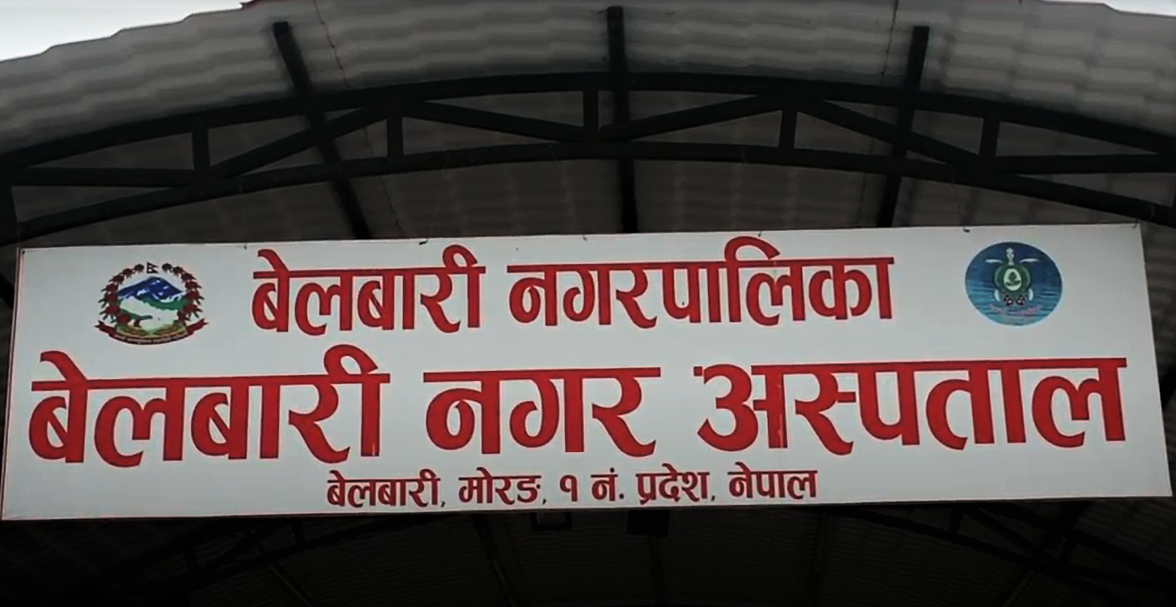 बेलबारी नगरपालिका
बेलबारी नगर अस्पताल
बेलबारी, मोरङ, १ नं. प्रदेश, नेपाल